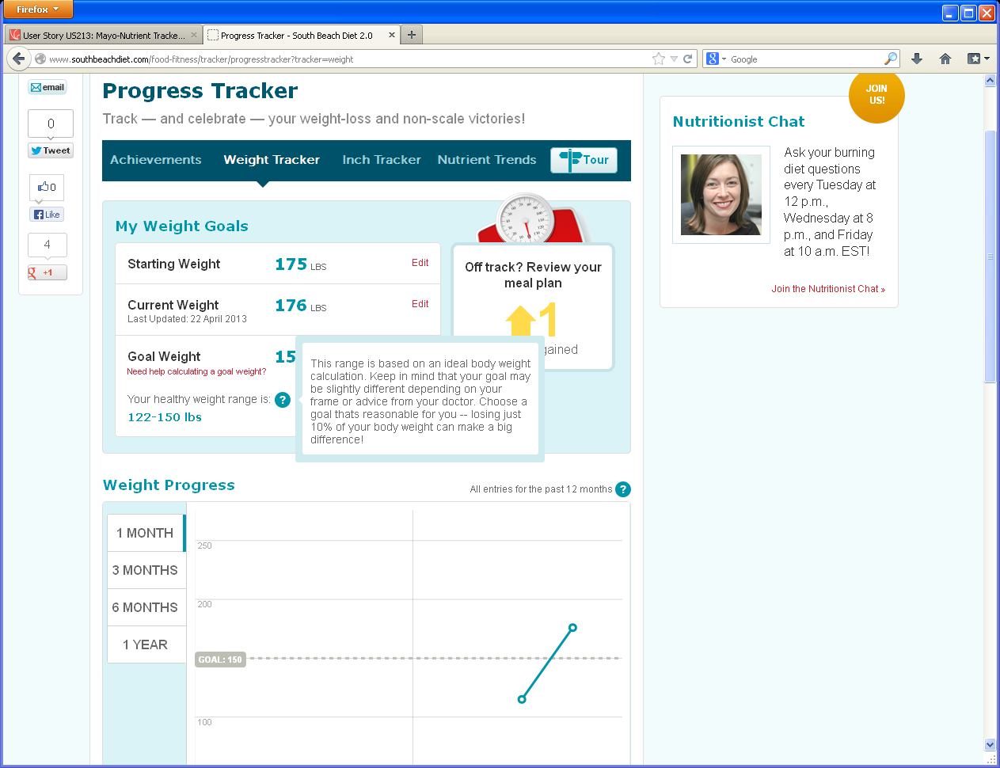 Firefox
User Story US213: Mayo-Nutrient Tracke...
Progress Tracker - South Beach Diet 2.0
www.southbeachdiet.com/food-fitness/tracker/progresstracker?tracker=weight
Google
email
0
Tweet
0
Like
4
+1
Progress Tracker
Track — and celebrate — your weight-loss and non-scale victories!
Achievements
Weight Tracker
Inch Tracker
Nutrient Trends
Tour
My Weight Goals
Starting Weight
175 LBS
Edit
Current Weight
176 LBS
Edit
Last Updated: 22 April 2013
Goal Weight
15
Need help calculating a goal weight?
Your healthy weight range is: ?
122-150 lbs
Off track? Review your
meal plan
1
gained
This range is based on an ideal body weight
calculation. Keep in mind that your goal may
be slightly different depending on your
frame or advice from your doctor. Choose a
goal thats reasonable for you -- losing just
10% of your body weight can make a big
difference!
Weight Progress
All entries for the past 12 months ?
1 MONTH
3 MONTHS
6 MONTHS
1 YEAR
250
200
GOAL: 150
100
JOIN
US!
Nutritionist Chat
Ask your burning
diet questions
every Tuesday at
12 p.m.,
Wednesday at 8
p.m., and Friday
at 10 a.m. EST!
Join the Nutritionist Chat »